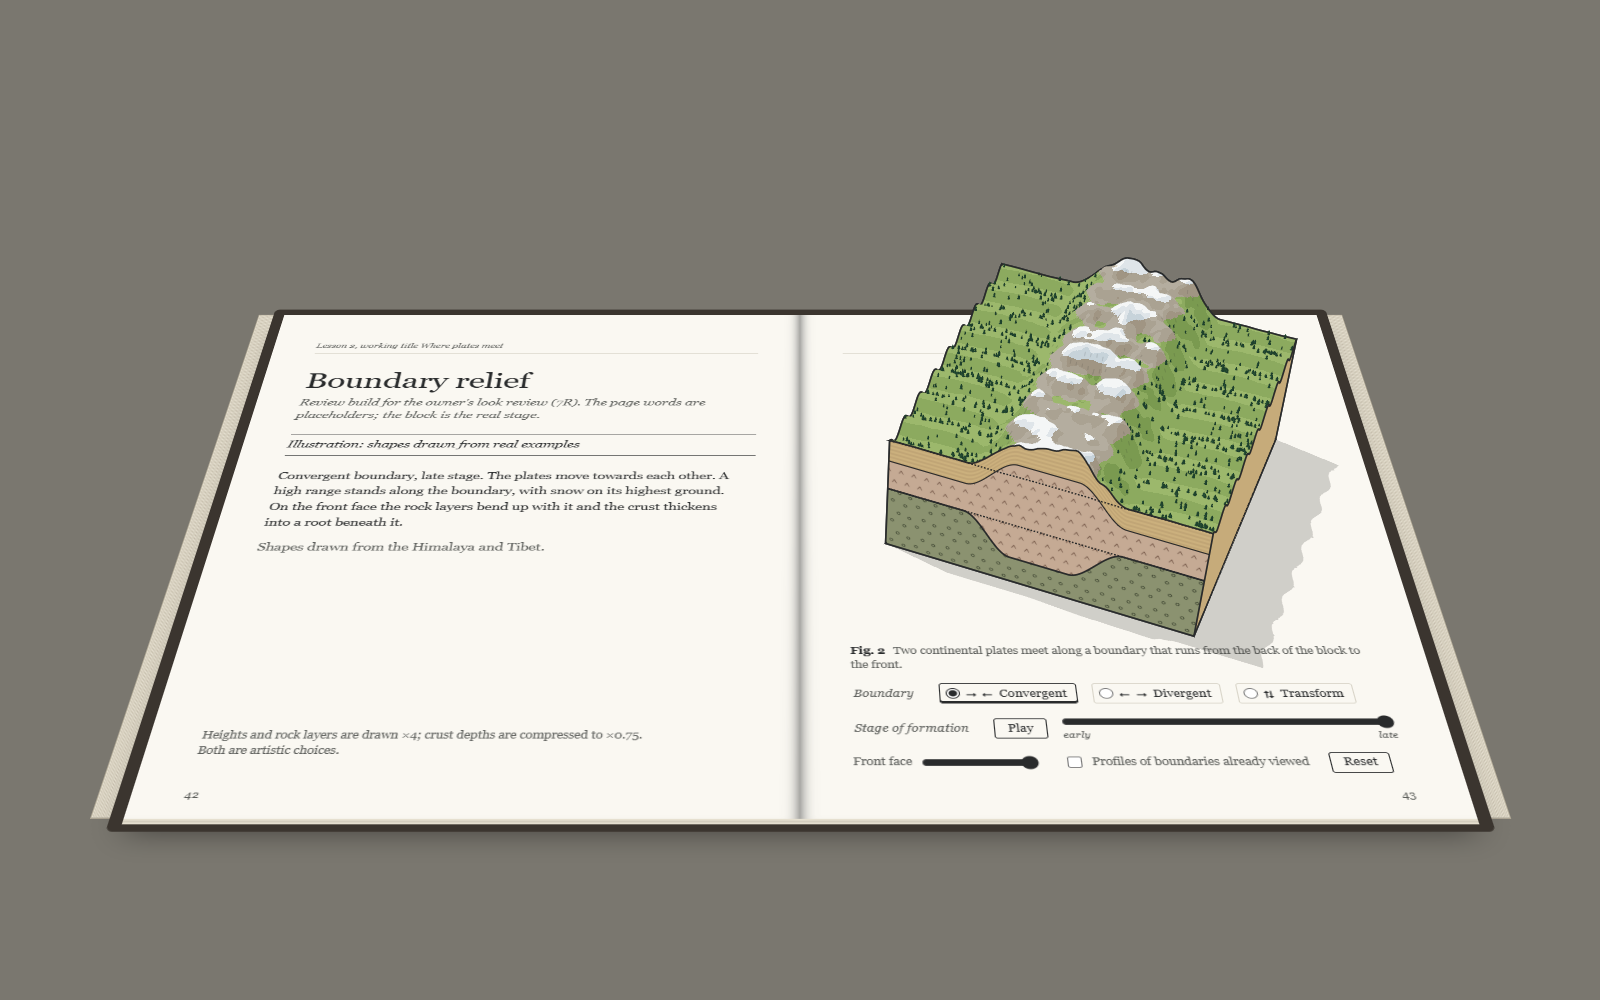 Lesson 2, working title Where plates meet
Boundary relief
Review build for the owner's look review (7R). The page words are
placeholders; the block is the real stage.
Illustration: shapes drawn from real examples
Convergent boundary, late stage. The plates move towards each other. A
high range stands along the boundary, with snow on its highest ground.
On the front face the rock layers bend up with it and the crust thickens
into a root beneath it.
Shapes drawn from the Himalaya and Tibet.
Heights and rock layers are drawn ×4; crust depths are compressed to ×0.75.
Both are artistic choices.
42
Fig. 2 Two continental plates meet along a boundary that runs from the back of the block to
the front.
Boundary → ← Convergent ← → Divergent ⇅ Transform
Stage of formation Play early late
Front face Profiles of boundaries already viewed Reset
43